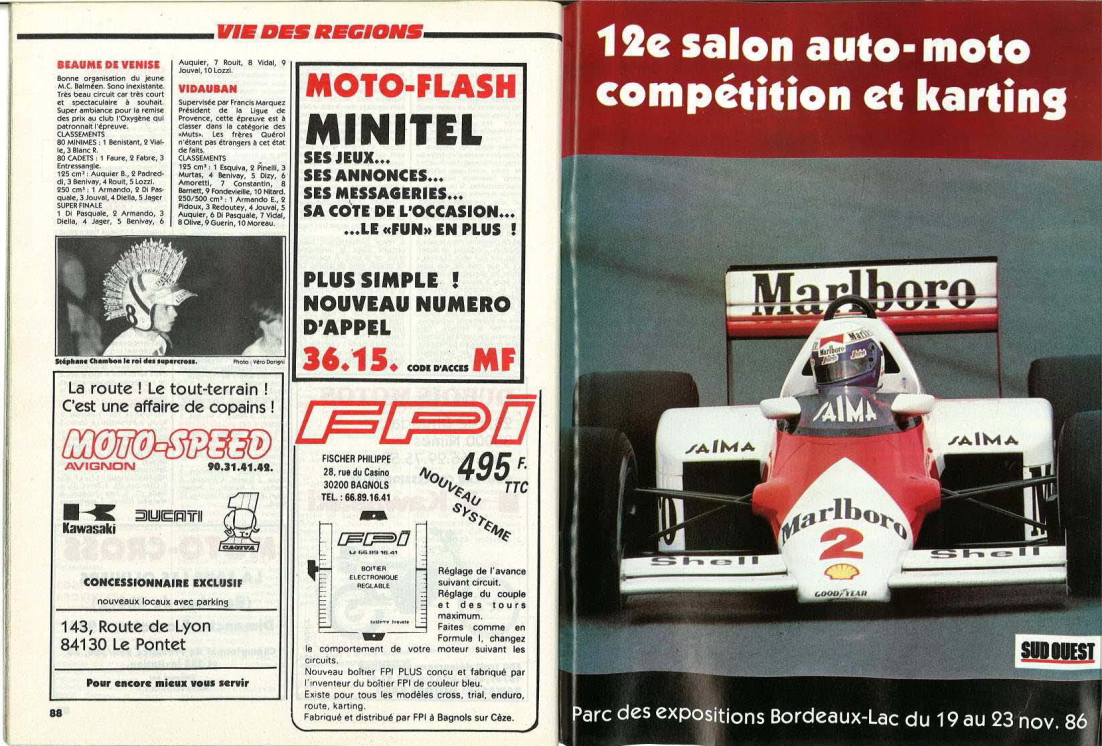 VIE DES REGIONS
BEAUME DE VENISE
Bonne organisation du jeune
M.C. Balméen. Sono inexistante.
Très beau circuit car très court
et spectaculaire à souhait.
Super ambiance pour la remise
des prix au club l'Oxygène qui
patronnait l'épreuve.
CLASSEMENTS
80 MINIMES : 1 Benistant, 2 Vial-
le, 3 Blanc R.
80 CADETS : 1 Faure, 2 Fabre, 3
Entressangle.
125 cm³ : Auquier B., 2 Padred-
di, 3 Benivay, 4 Rouit, 5 Lozzi.
250 cm³ : 1 Armando, 2 Di Pas-
quale, 3 Jouval, 4 Diella, 5 Jager
SUPER FINALE
1 Di Pasquale, 2 Armando, 3
Diella, 4 Jager, 5 Benivay, 6
Auquier, 7 Rouit, 8 Vidal, 9
Jouval, 10 Lozzi.
VIDAUBAN
Supervisée par Francis Marquez
Président de la Ligue de
Provence, cette épreuve est à
classer dans la catégorie des
«Muts». Les frères Quérol
n'étant pas étrangers à cet état
de faits.
CLASSEMENTS
125 cm³ : 1 Esquiva, 2 Pinelli, 3
Murtas, 4 Benivay, 5 Dizy, 6
Amoretti, 7 Constantin, 8
Barnett, 9 Fondevieille, 10 Nitard.
250/500 cm³ : 1 Armando E., 2
Pidoux, 3 Redoutey, 4 Jouval, 5
Auquier, 6 Di Pasquale, 7 Vidal,
8 Olive, 9 Guerin, 10 Moreau.
8
Stéphane Chambon le roi des supercross.
Photo : Véro Dorigni
La route ! Le tout-terrain !
C'est une affaire de copains !
MOTO-SPEED
AVIGNON
90.31.41.42.
Kawasaki
DUCATI
1
CAGIVA
CONCESSIONNAIRE EXCLUSIF
nouveaux locaux avec parking
143, Route de Lyon
84130 Le Pontet
Pour encore mieux vous servir
88
MOTO-FLASH
MINITEL
SES JEUX...
SES ANNONCES...
SES MESSAGERIES...
SA COTE DE L'OCCASION...
...LE «FUN» EN PLUS !
PLUS SIMPLE !
NOUVEAU NUMERO
D'APPEL
36.15. CODE D'ACCES MF
FPi
FISCHER PHILIPPE
28, rue du Casino
30200 BAGNOLS
TEL. : 66.89.16.41
495 F.
TTC
NOUVEAU
SYSTEME
FPi
66.89.16.41
BOITIER
ELECTRONIQUE
REGLABLE
Système breveté
Réglage de l'avance
suivant circuit.
Réglage du couple
et des tours
maximum.
Faites comme en
Formule I, changez
le comportement de votre moteur suivant les
circuits.
Nouveau boîtier FPI PLUS conçu et fabriqué par
l'inventeur du boîtier FPI de couleur bleu.
Existe pour tous les modèles cross, trial, enduro,
route, karting.
Fabriqué et distribué par FPI à Bagnols sur Cèze.
12e salon auto-moto
compétition et karting
Marlboro
Marlboro
SAIMA
SAIMA
SAIMA
Marlboro
2
Shell
Shell
GOODYEAR
SUD OUEST
Parc des expositions Bordeaux-Lac du 19 au 23 nov. 86